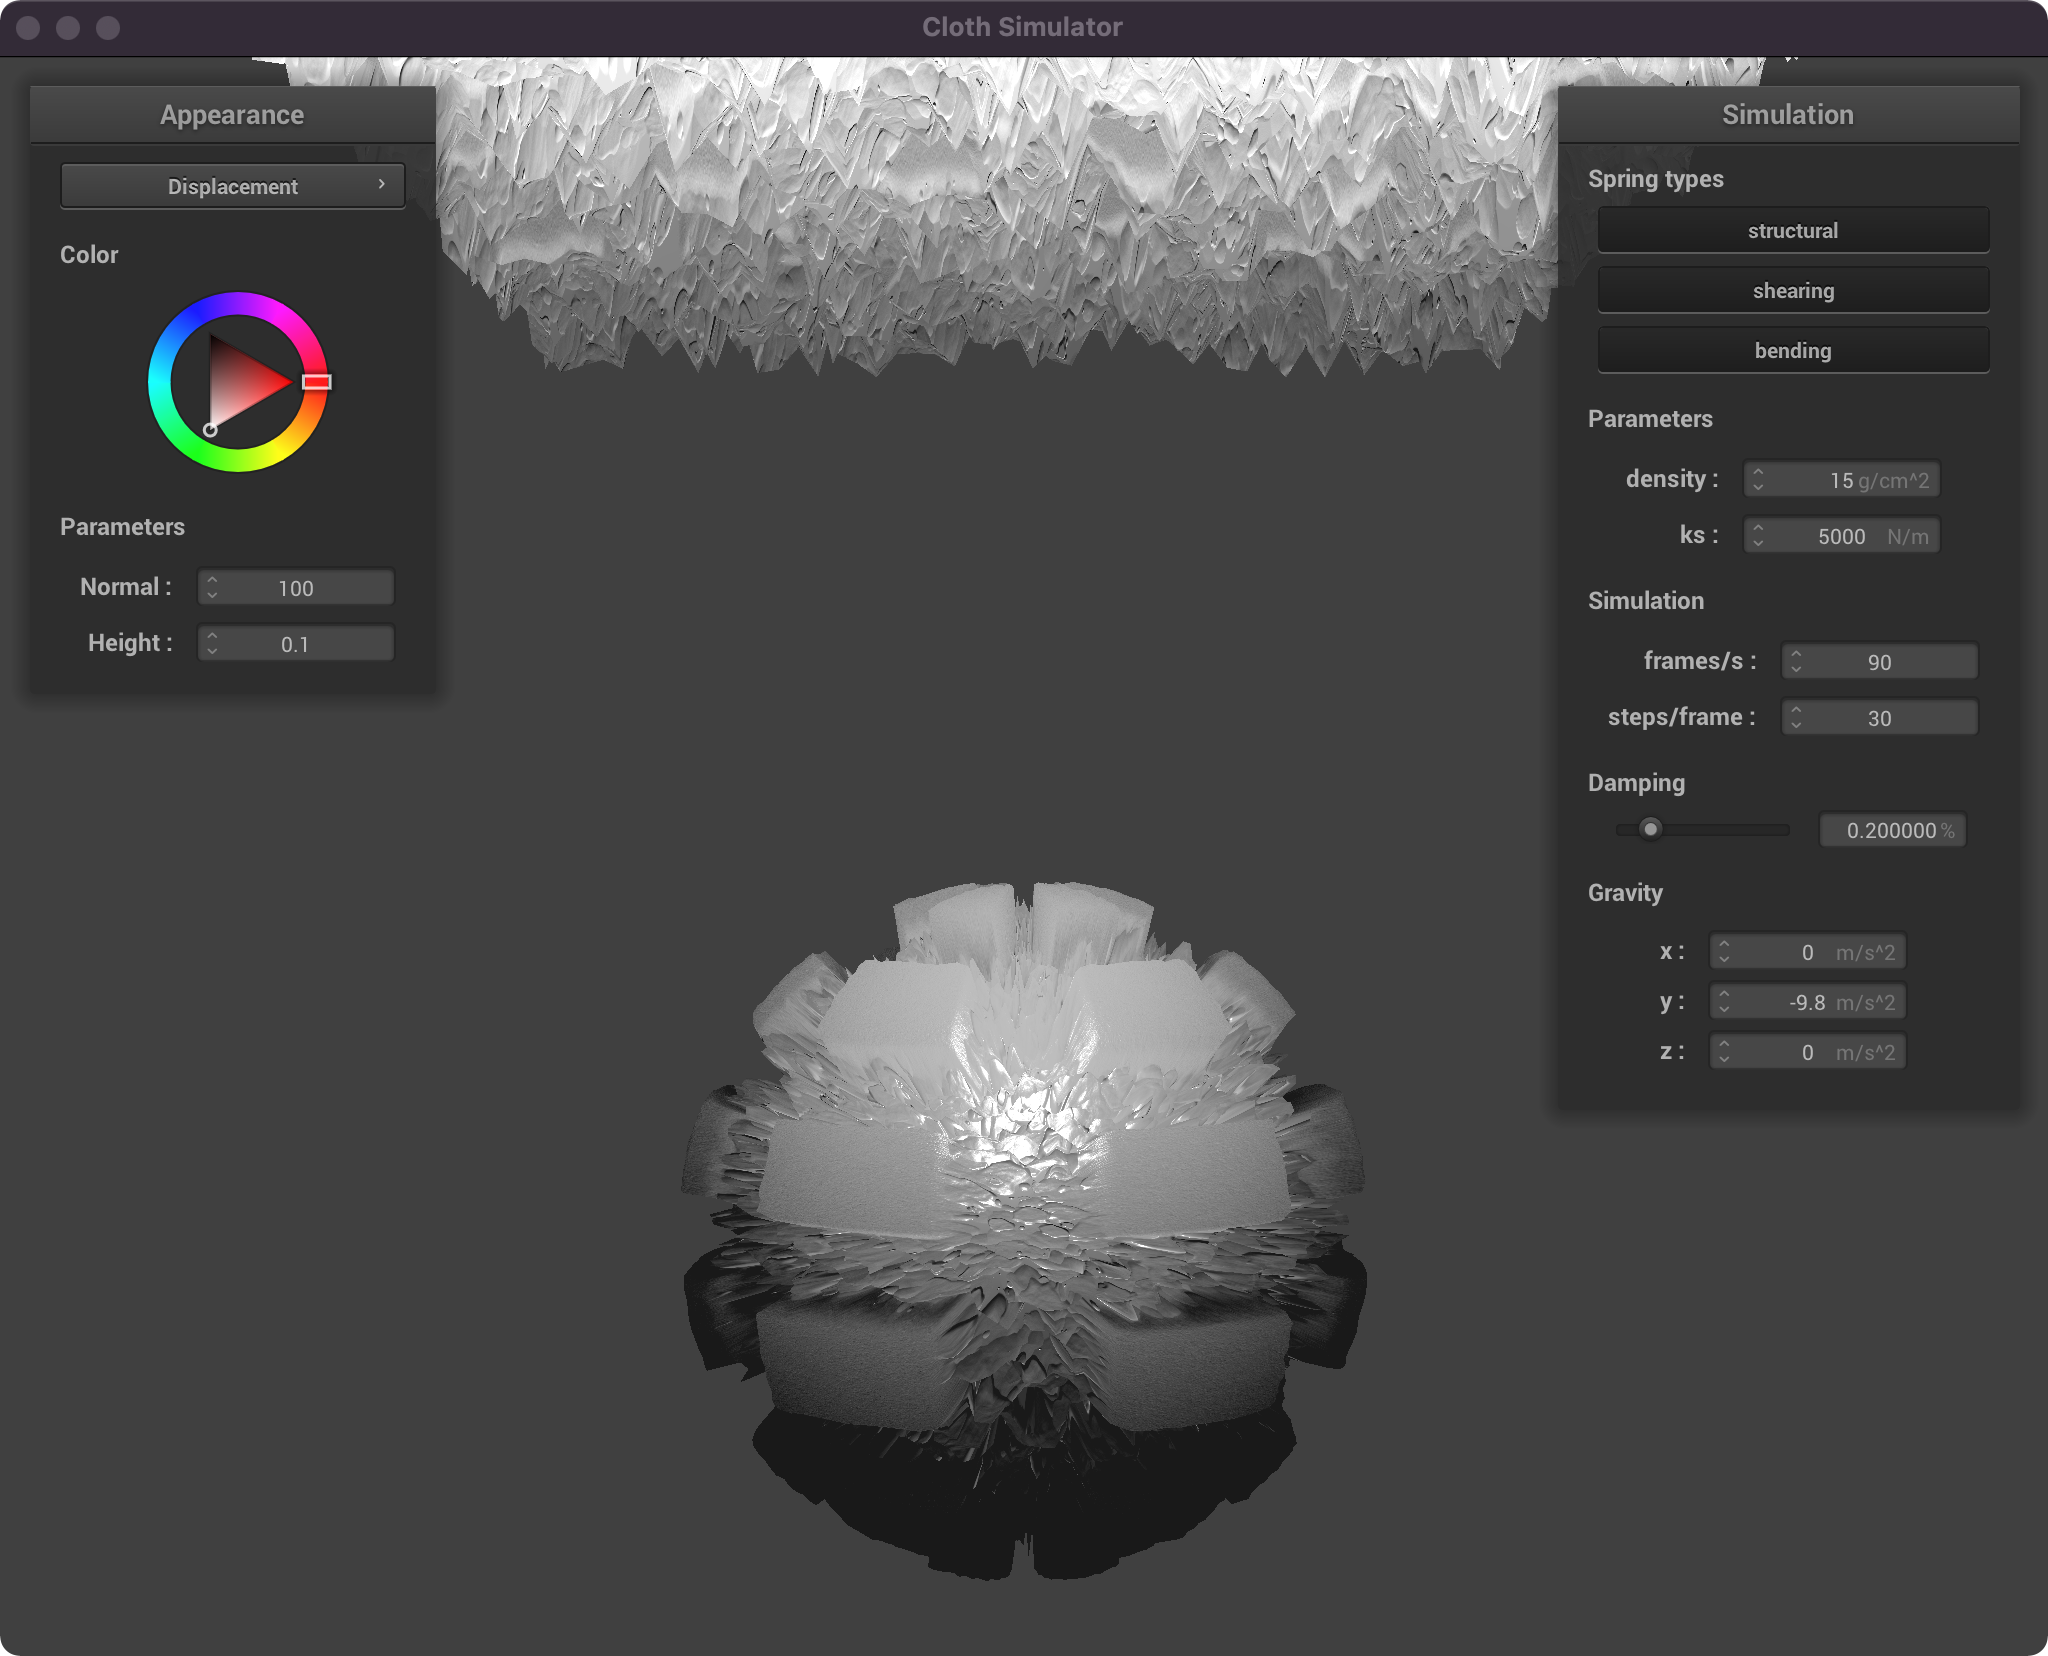 Cloth Simulator
Appearance
Displacement
Color
Parameters
Normal : 100
Height : 0.1
Simulation
Spring types
structural
shearing
bending
Parameters
density : 15 g/cm^2
ks : 5000 N/m
Simulation
frames/s : 90
steps/frame : 30
Damping
0.200000 %
Gravity
x : 0 m/s^2
y : -9.8 m/s^2
z : 0 m/s^2